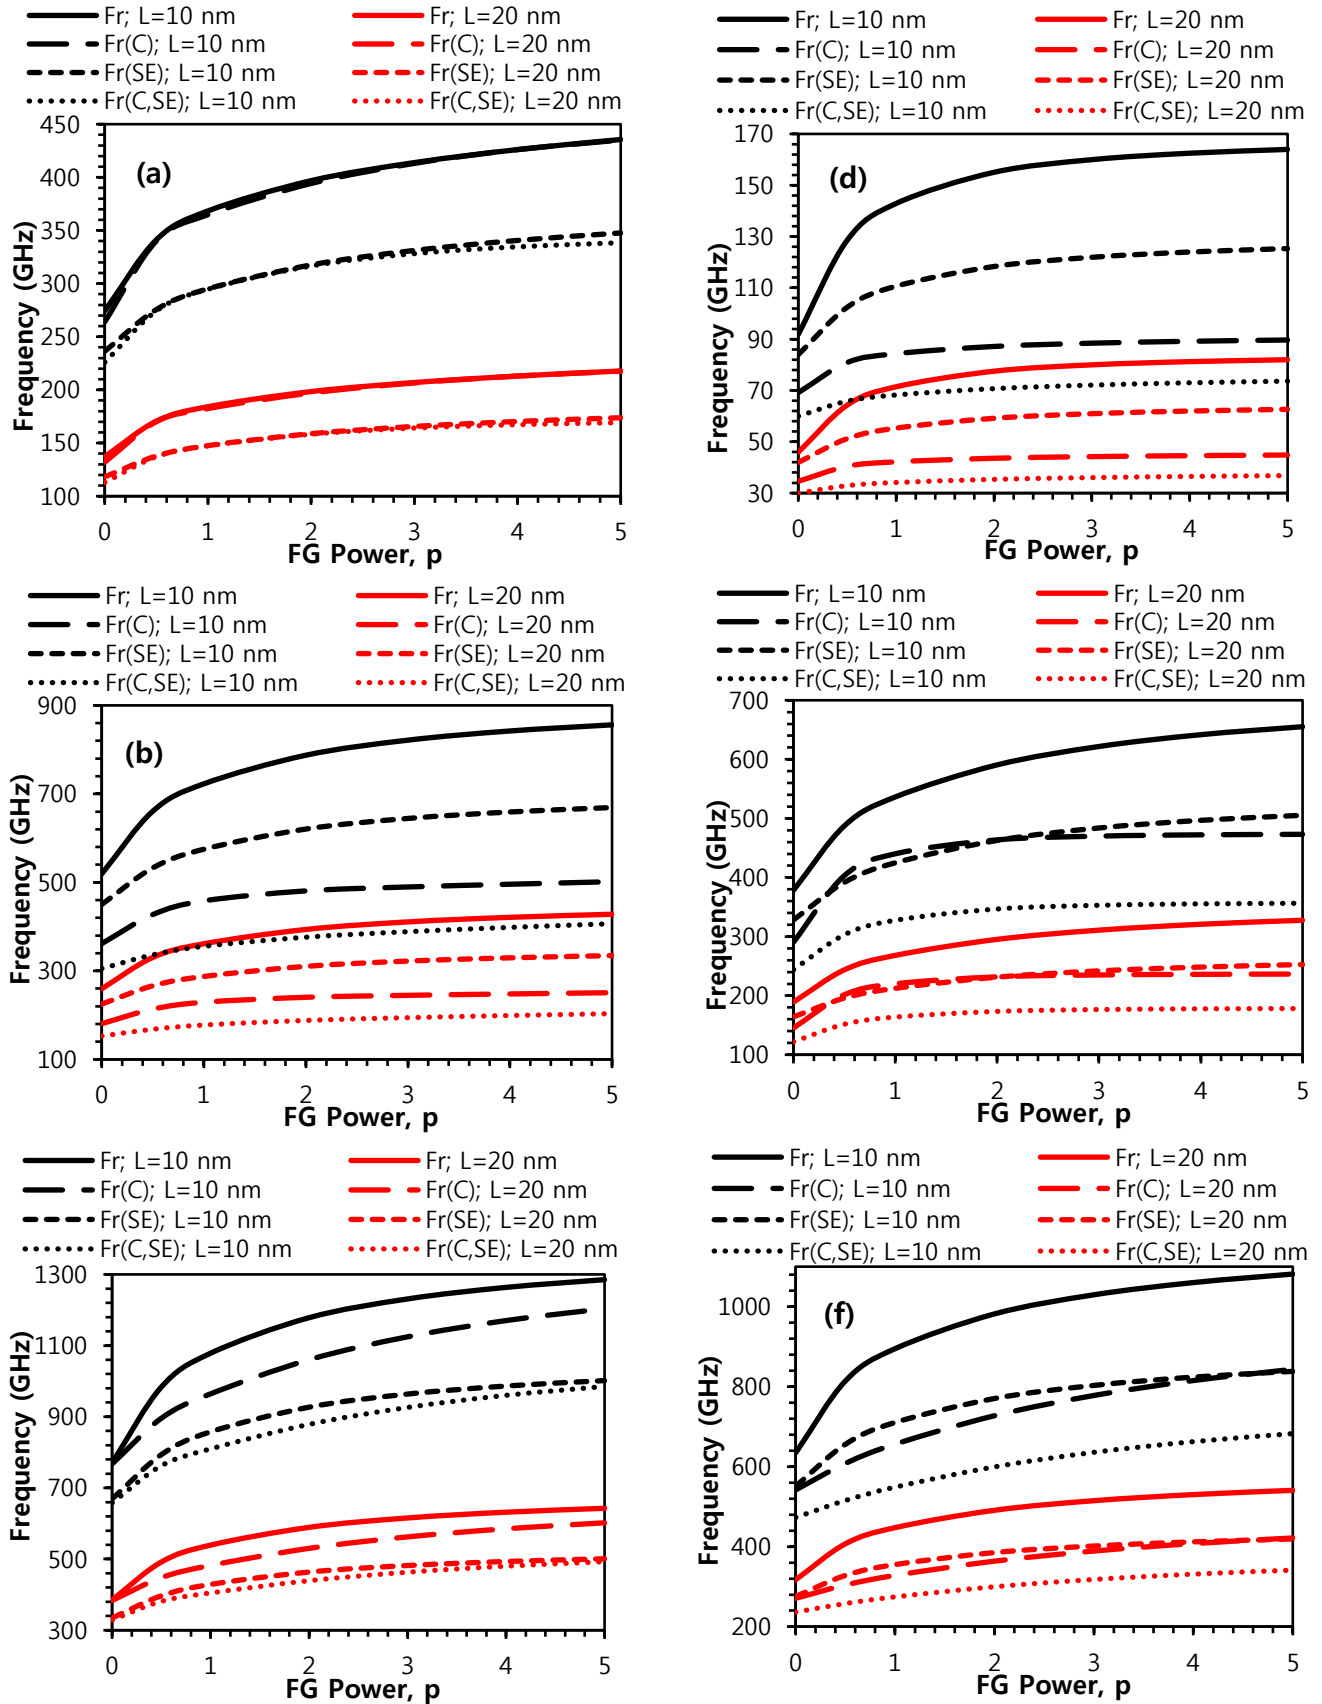 Fr; L=10 nm
Fr; L=20 nm
Fr(C); L=10 nm
Fr(C); L=20 nm
Fr(SE); L=10 nm
Fr(SE); L=20 nm
Fr(C,SE); L=10 nm
Fr(C,SE); L=20 nm
450
400
350
300
250
200
150
100
Frequency (GHz)
(a)
0 1 2 3 4 5
FG Power, p
Fr; L=10 nm
Fr; L=20 nm
Fr(C); L=10 nm
Fr(C); L=20 nm
Fr(SE); L=10 nm
Fr(SE); L=20 nm
Fr(C,SE); L=10 nm
Fr(C,SE); L=20 nm
170
150
130
110
90
70
50
30
Frequency (GHz)
(d)
0 1 2 3 4 5
FG Power, p
Fr; L=10 nm
Fr; L=20 nm
Fr(C); L=10 nm
Fr(C); L=20 nm
Fr(SE); L=10 nm
Fr(SE); L=20 nm
Fr(C,SE); L=10 nm
Fr(C,SE); L=20 nm
900
700
500
300
100
Frequency (GHz)
(b)
0 1 2 3 4 5
FG Power, p
Fr; L=10 nm
Fr; L=20 nm
Fr(C); L=10 nm
Fr(C); L=20 nm
Fr(SE); L=10 nm
Fr(SE); L=20 nm
Fr(C,SE); L=10 nm
Fr(C,SE); L=20 nm
700
600
500
400
300
200
100
Frequency (GHz)
0 1 2 3 4 5
FG Power, p
Fr; L=10 nm
Fr; L=20 nm
Fr(C); L=10 nm
Fr(C); L=20 nm
Fr(SE); L=10 nm
Fr(SE); L=20 nm
Fr(C,SE); L=10 nm
Fr(C,SE); L=20 nm
1300
1100
900
700
500
300
Frequency (GHz)
0 1 2 3 4 5
FG Power, p
Fr; L=10 nm
Fr; L=20 nm
Fr(C); L=10 nm
Fr(C); L=20 nm
Fr(SE); L=10 nm
Fr(SE); L=20 nm
Fr(C,SE); L=10 nm
Fr(C,SE); L=20 nm
1000
800
600
400
200
Frequency (GHz)
(f)
0 1 2 3 4 5
FG Power, p